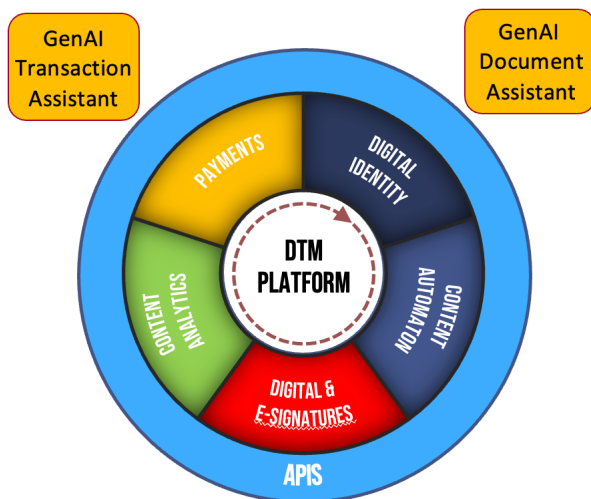 GenAI
Transaction
Assistant
GenAI
Document
Assistant
PAYMENTS
DIGITAL
IDENTITY
DTM
PLATFORM
CONTENT
ANALYTICS
CONTENT
AUTOMATON
DIGITAL &
E-SIGNATURES
APIS